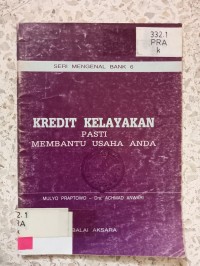 332.1
PRA
k
SERI MENGENAL BANK 6
KREDIT KELAYAKAN
PASTI
MEMBANTU USAHA ANDA
MULYO PRAPTOWO - Drs. ACHMAD ANWARI
2.1
RA
BALAI AKSARA